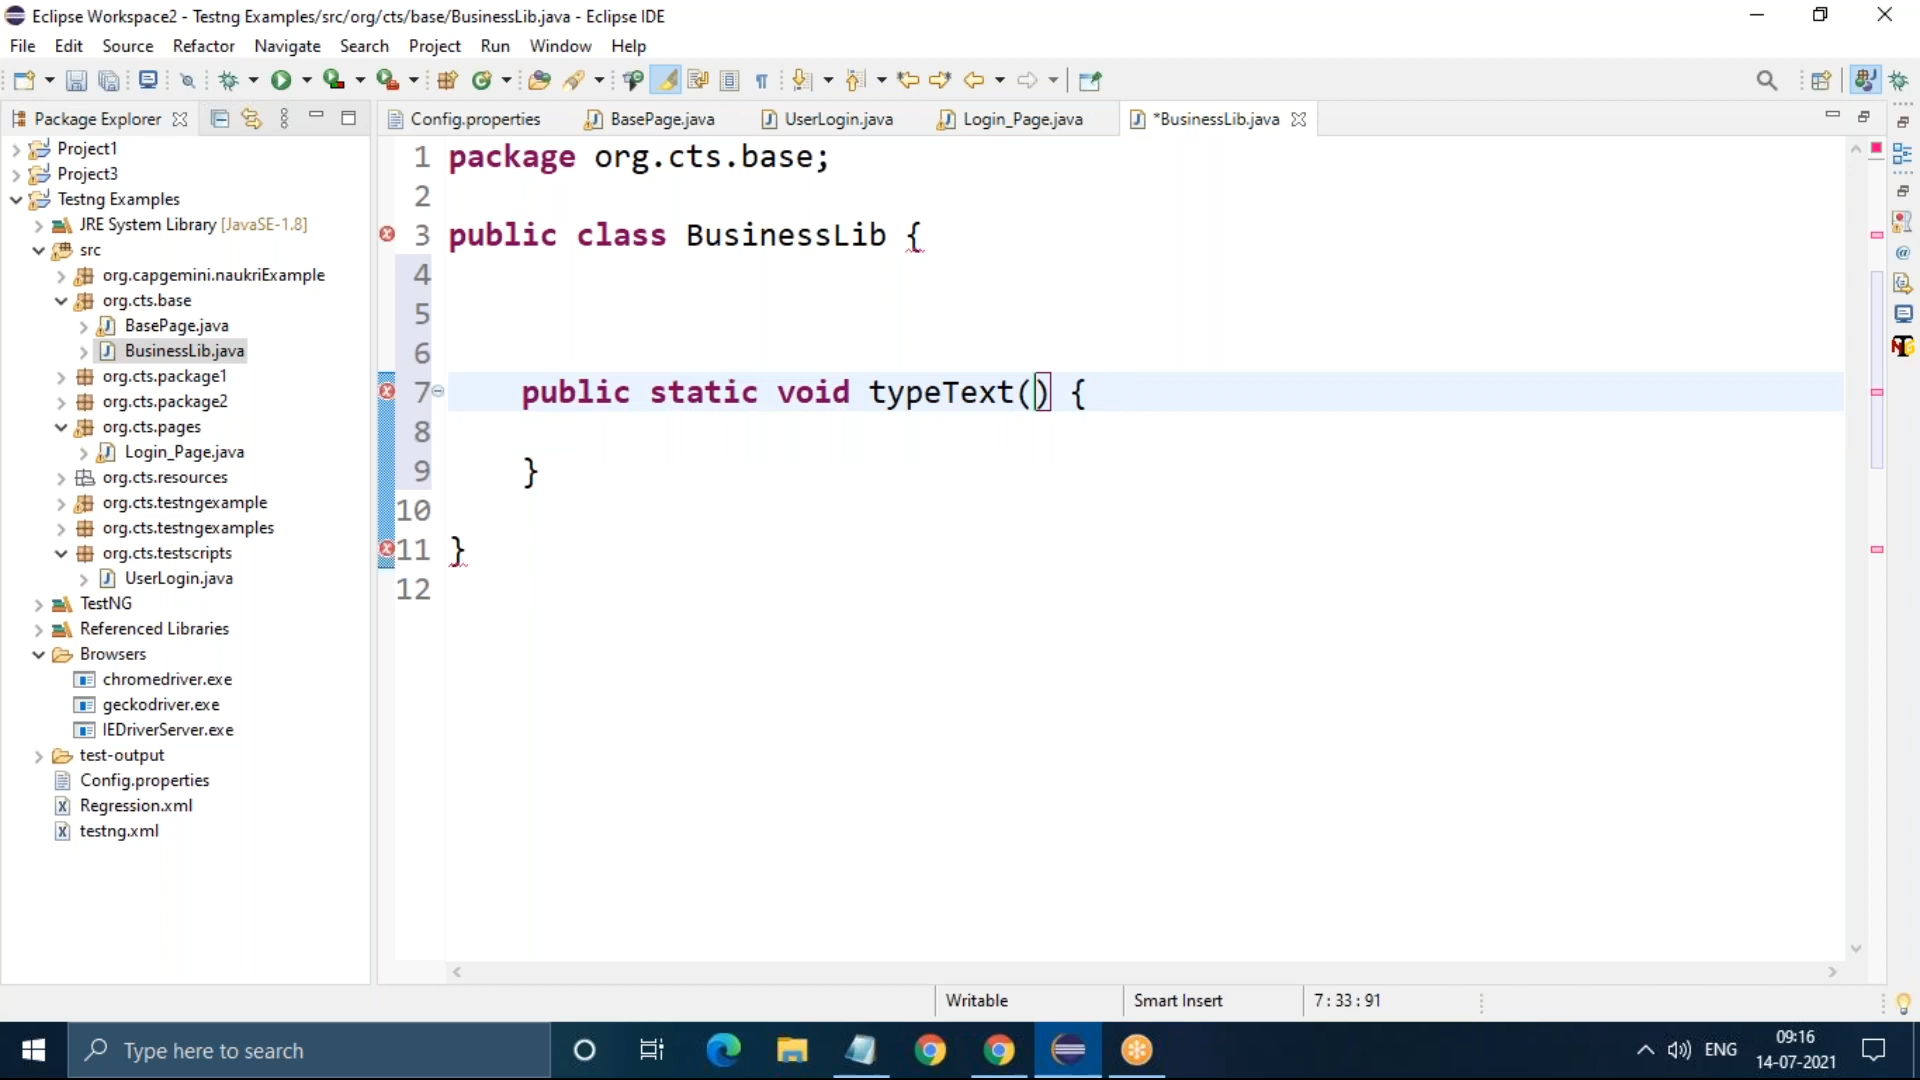 Eclipse Workspace2 - Testng Examples/src/org/cts/base/BusinessLib.java - Eclipse IDE
File Edit Source Refactor Navigate Search Project Run Window Help
Package Explorer
Config.properties BasePage.java UserLogin.java Login_Page.java *BusinessLib.java
Project1
Project3
Testng Examples
JRE System Library [JavaSE-1.8]
src
org.capgemini.naukriExample
org.cts.base
BasePage.java
BusinessLib.java
org.cts.package1
org.cts.package2
org.cts.pages
Login_Page.java
org.cts.resources
org.cts.testngexample
org.cts.testngexamples
org.cts.testscripts
UserLogin.java
TestNG
Referenced Libraries
Browsers
chromedriver.exe
geckodriver.exe
IEDriverServer.exe
test-output
Config.properties
Regression.xml
testng.xml
1 package org.cts.base;
2
3 public class BusinessLib {
4
5
6
7 public static void typeText() {
8
9 }
10
11 }
12
Writable Smart Insert 7 : 33 : 91
Type here to search
ENG
09:16
14-07-2021